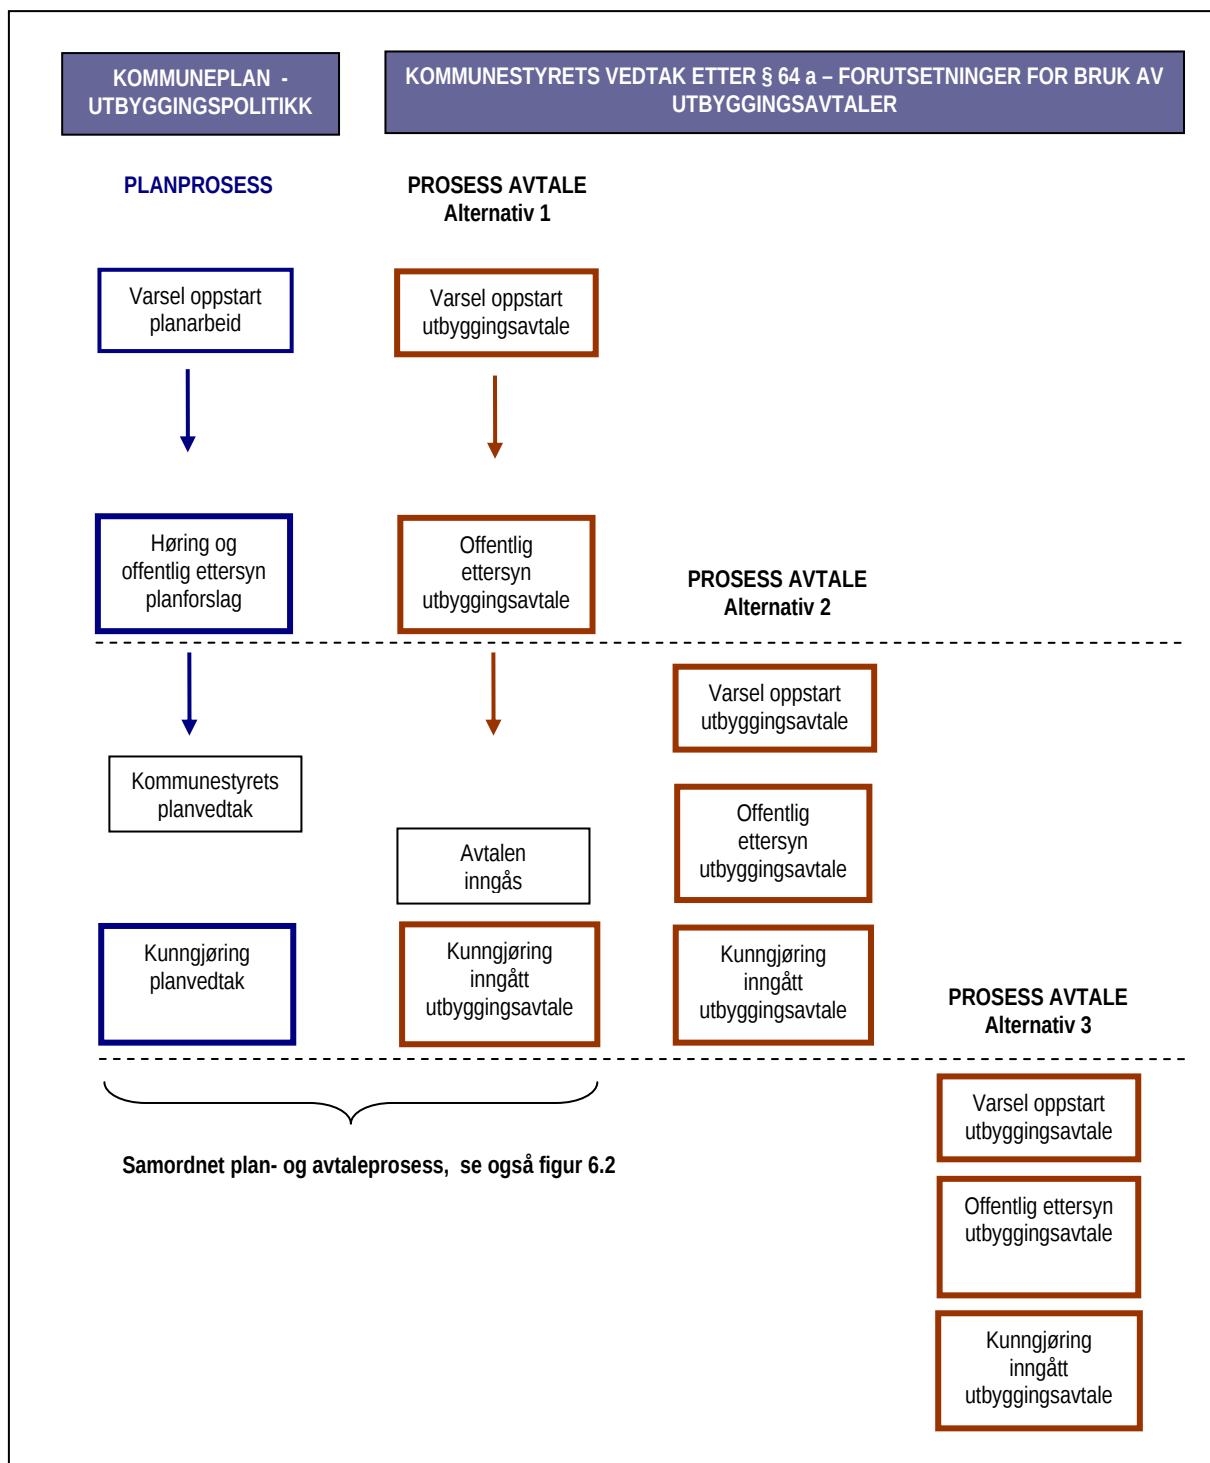 KOMMUNEPLAN -
UTBYGGINGSPOLITIKK
KOMMUNESTYRETS VEDTAK ETTER § 64 a – FORUTSETNINGER FOR BRUK AV
UTBYGGINGSAVTALER
PLANPROSESS
PROSESS AVTALE
Alternativ 1
Varsel oppstart
planarbeid
Varsel oppstart
utbyggingsavtale
Høring og
offentlig ettersyn
planforslag
Offentlig
ettersyn
utbyggingsavtale
PROSESS AVTALE
Alternativ 2
Varsel oppstart
utbyggingsavtale
Kommunestyrets
planvedtak
Offentlig
ettersyn
utbyggingsavtale
Avtalen
inngås
Kunngjøring
planvedtak
Kunngjøring
inngått
utbyggingsavtale
Kunngjøring
inngått
utbyggingsavtale
PROSESS AVTALE
Alternativ 3
Varsel oppstart
utbyggingsavtale
Samordnet plan- og avtaleprosess, se også figur 6.2
Offentlig ettersyn
utbyggingsavtale
Kunngjøring
inngått
utbyggingsavtale